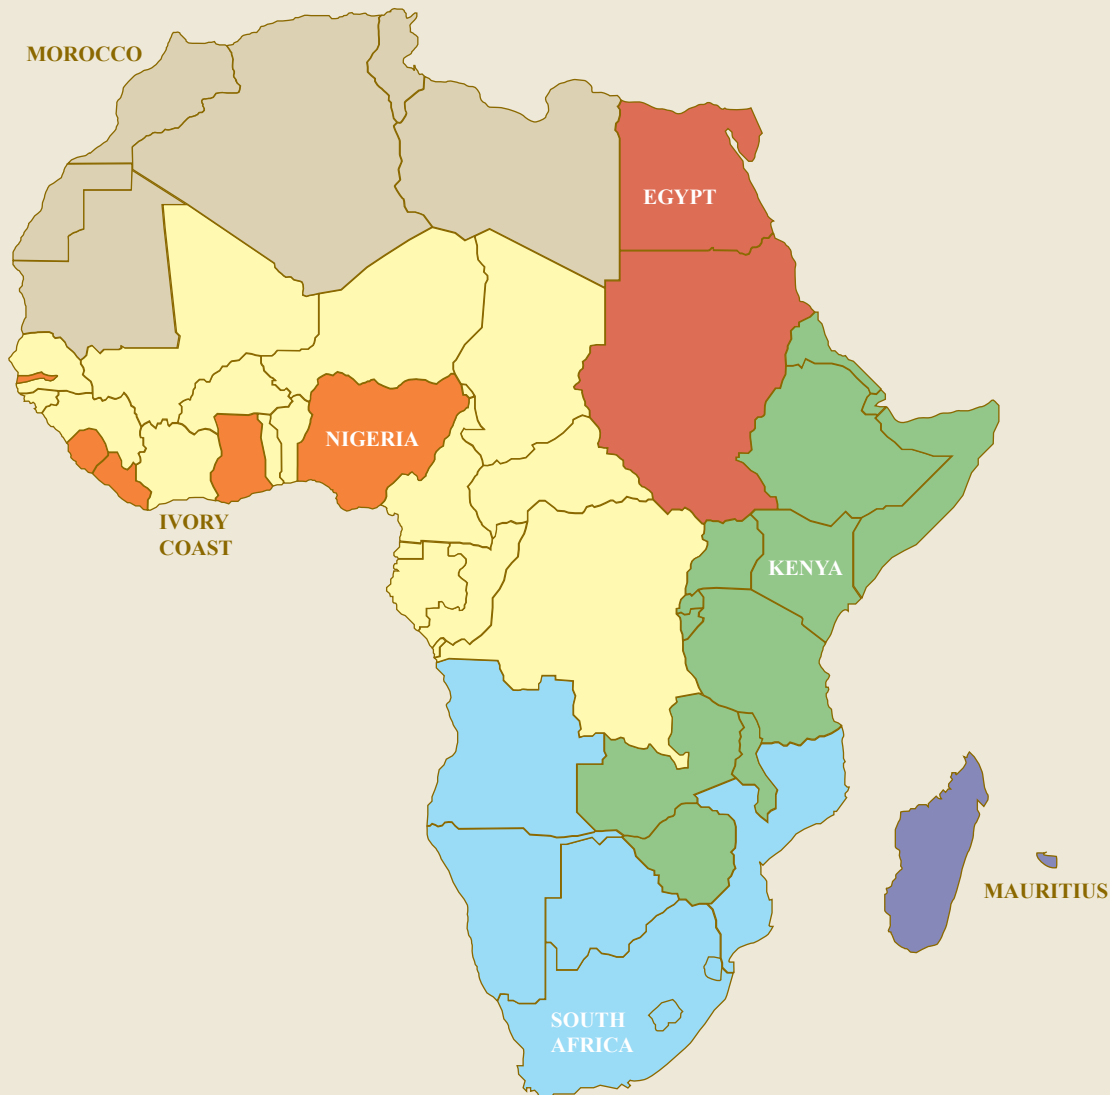 MOROCCO
EGYPT
NIGERIA
IVORY
COAST
KENYA
MAURITIUS
SOUTH
AFRICA